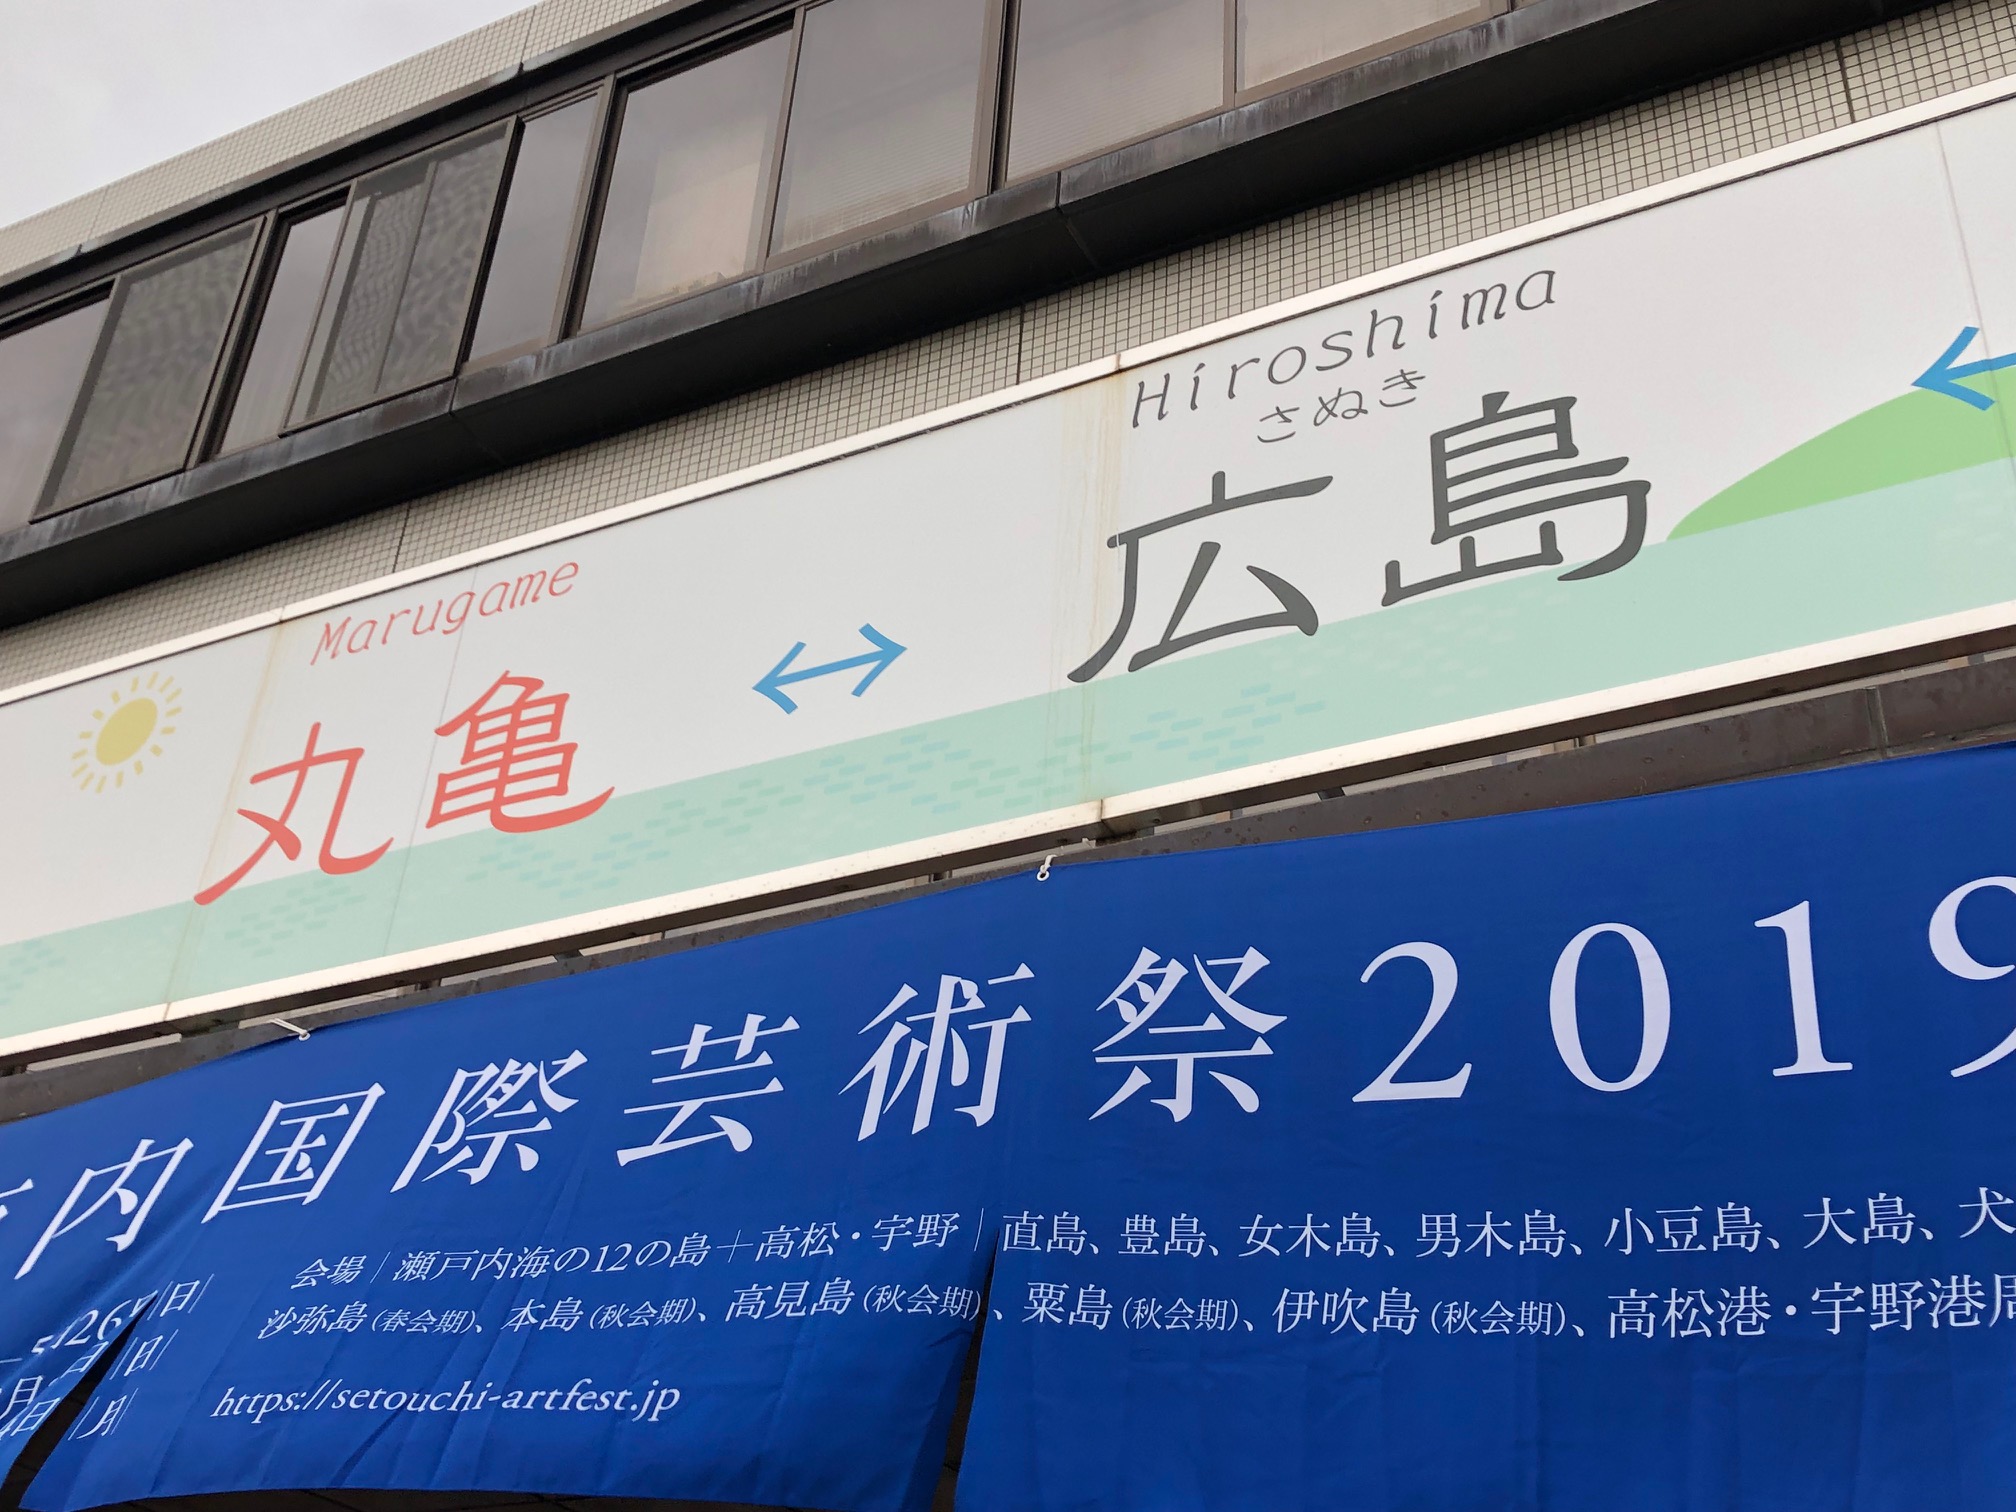 Marugame
丸亀
Hiroshima
さぬき
広島
内国際芸術祭2019
会場｜瀬戸内海の12の島＋高松・宇野｜直島、豊島、女木島、男木島、小豆島、大島、犬
沙弥島（春会期）、本島（秋会期）、高見島（秋会期）、粟島（秋会期）、伊吹島（秋会期）、高松港・宇野港周
https://setouchi-artfest.jp